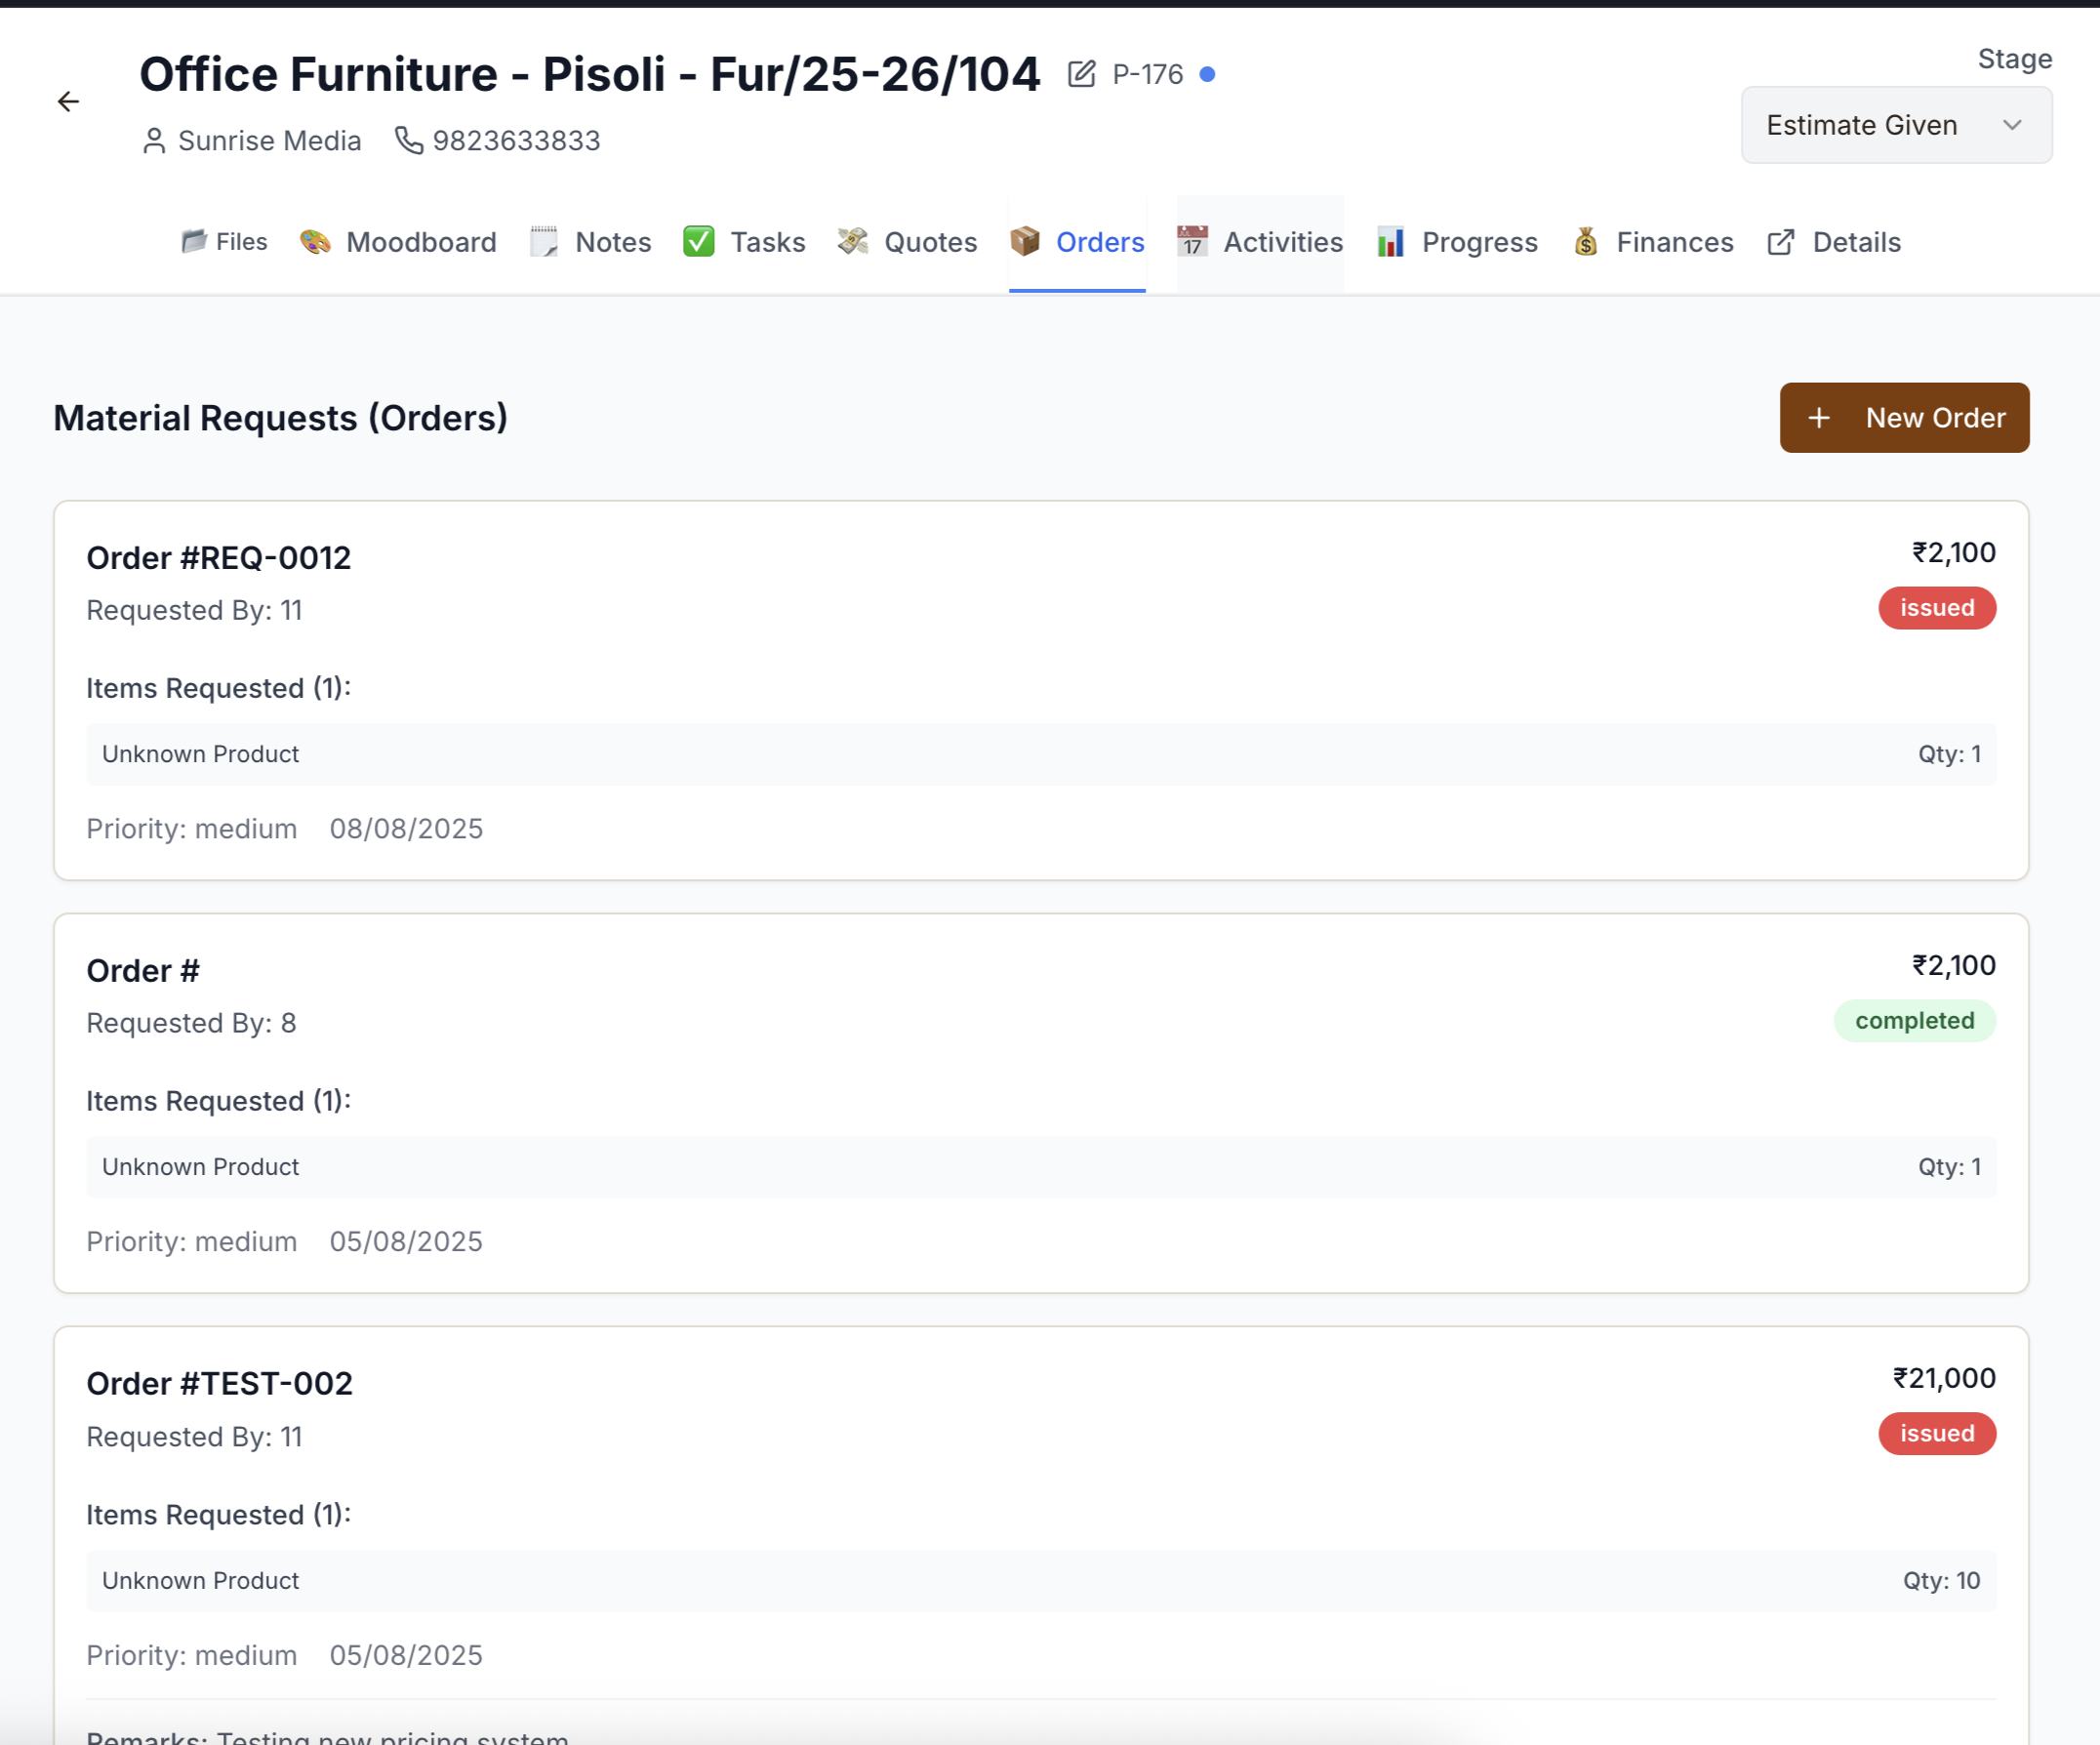 Office Furniture - Pisoli - Fur/25-26/104 P-176
Stage
Sunrise Media 9823633833
Estimate Given
Files Moodboard Notes Tasks Quotes Orders 17 Activities Progress Finances Details
Material Requests (Orders)
+ New Order
Order #REQ-0012
₹2,100
Requested By: 11
issued
Items Requested (1):
Unknown Product Qty: 1
Priority: medium 08/08/2025
Order #
₹2,100
Requested By: 8
completed
Items Requested (1):
Unknown Product Qty: 1
Priority: medium 05/08/2025
Order #TEST-002
₹21,000
Requested By: 11
issued
Items Requested (1):
Unknown Product Qty: 10
Priority: medium 05/08/2025
Remarks: Testing new pricing system